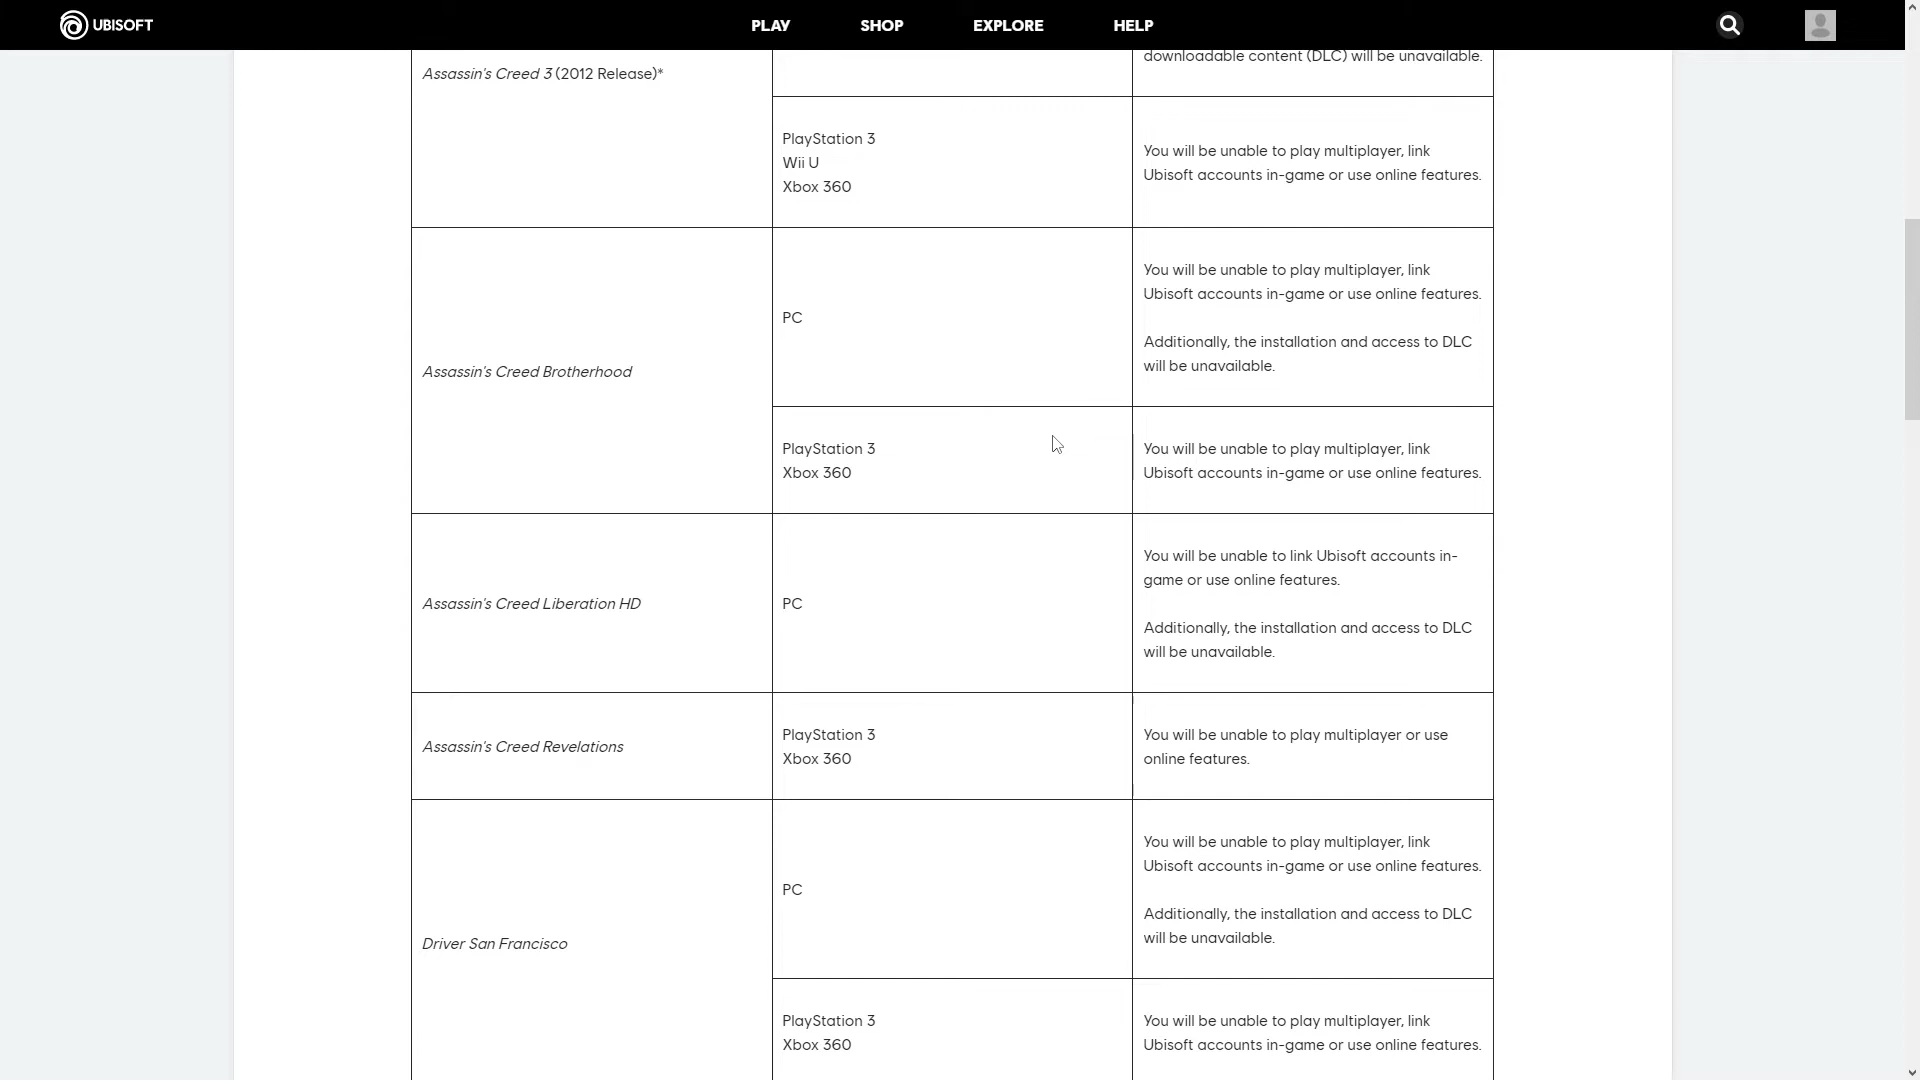 UBISOFT
PLAY
SHOP
EXPLORE
HELP
downloadable content (DLC) will be unavailable.
Assassin's Creed 3 (2012 Release)*
PlayStation 3
Wii U
Xbox 360
You will be unable to play multiplayer, link
Ubisoft accounts in-game or use online features.
Assassin's Creed Brotherhood
PC
You will be unable to play multiplayer, link
Ubisoft accounts in-game or use online features.
Additionally, the installation and access to DLC
will be unavailable.
PlayStation 3
Xbox 360
You will be unable to play multiplayer, link
Ubisoft accounts in-game or use online features.
Assassin's Creed Liberation HD
PC
You will be unable to link Ubisoft accounts in-
game or use online features.
Additionally, the installation and access to DLC
will be unavailable.
Assassin's Creed Revelations
PlayStation 3
Xbox 360
You will be unable to play multiplayer or use
online features.
Driver San Francisco
PC
You will be unable to play multiplayer, link
Ubisoft accounts in-game or use online features.
Additionally, the installation and access to DLC
will be unavailable.
PlayStation 3
Xbox 360
You will be unable to play multiplayer, link
Ubisoft accounts in-game or use online features.